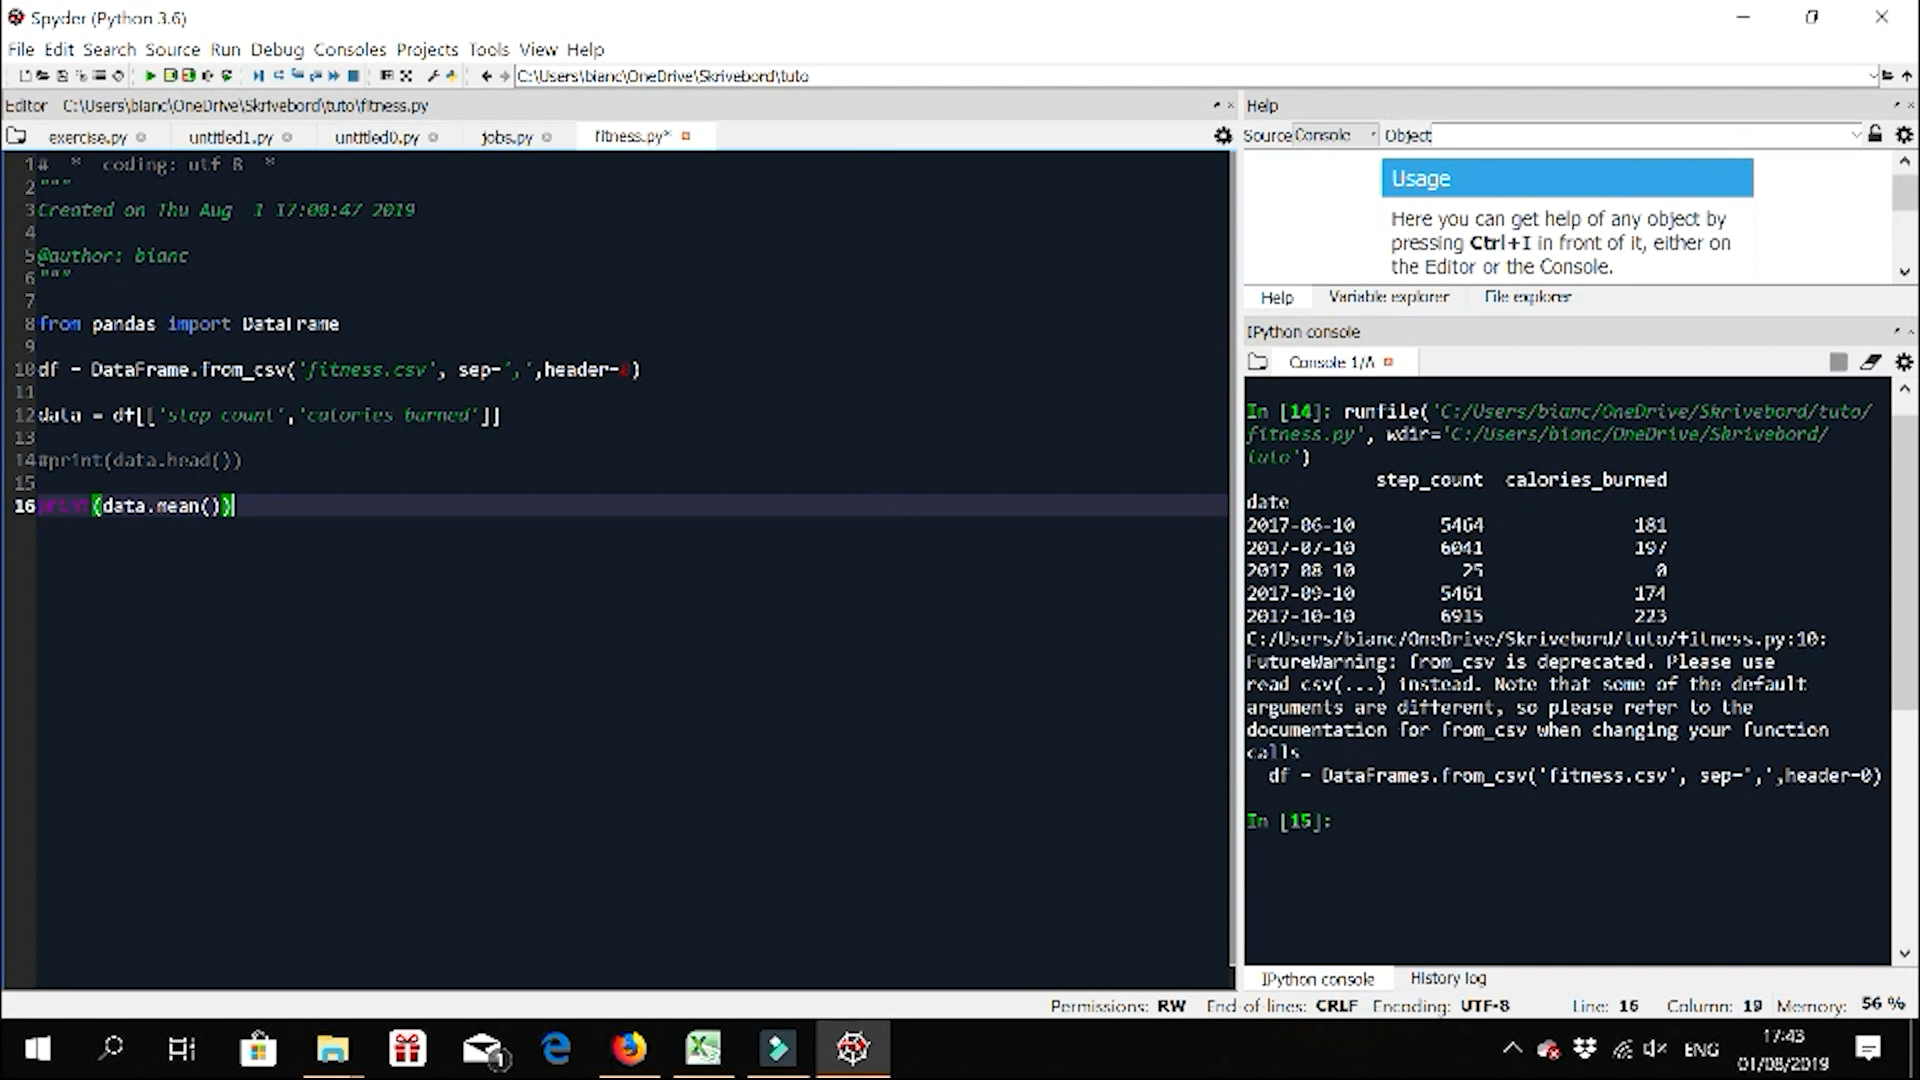 Spyder (Python 3.6)
File Edit Search Source Run Debug Consoles Projects Tools View Help
C:\Users\bianc\OneDrive\Skrivebord\tuto
Editor C:\Users\bianc\OneDrive\Skrivebord\tuto\fitness.py
exercise.py untitled1.py untitled0.py jobs.py fitness.py*
1 # * coding: utf 8 *
2 """
3 Created on Thu Aug 1 17:00:47 2019
4
5 @author: bianc
6 """
7
8 from pandas import DataFrame
9
10 df = DataFrame.from_csv('fitness.csv', sep=',',header=0)
11
12 data = df[['step_count','calories_burned']]
13
14 #print(data.head())
15
16 print(data.mean())
Help
Source Console Object
Usage
Here you can get help of any object by
pressing Ctrl+I in front of it, either on
the Editor or the Console.
Help Variable explorer File explorer
IPython console
Console 1/A
In [14]: runfile('C:/Users/bianc/OneDrive/Skrivebord/tuto/
fitness.py', wdir='C:/Users/bianc/OneDrive/Skrivebord/
tuto')
step_count calories_burned
date
2017-06-10 5464 181
2017-07-10 6041 197
2017-08-10 25 0
2017-09-10 5461 174
2017-10-10 6915 223
C:/Users/bianc/OneDrive/Skrivebord/tuto/fitness.py:10:
FutureWarning: from_csv is deprecated. Please use
read_csv(...) instead. Note that some of the default
arguments are different, so please refer to the
documentation for from_csv when changing your function
calls
df = DataFrames.from_csv('fitness.csv', sep=',',header=0)
In [15]:
IPython console History log
Permissions: RW End-of-lines: CRLF Encoding: UTF-8 Line: 16 Column: 19 Memory: 56 %
1
ENG
17:43
01/08/2019